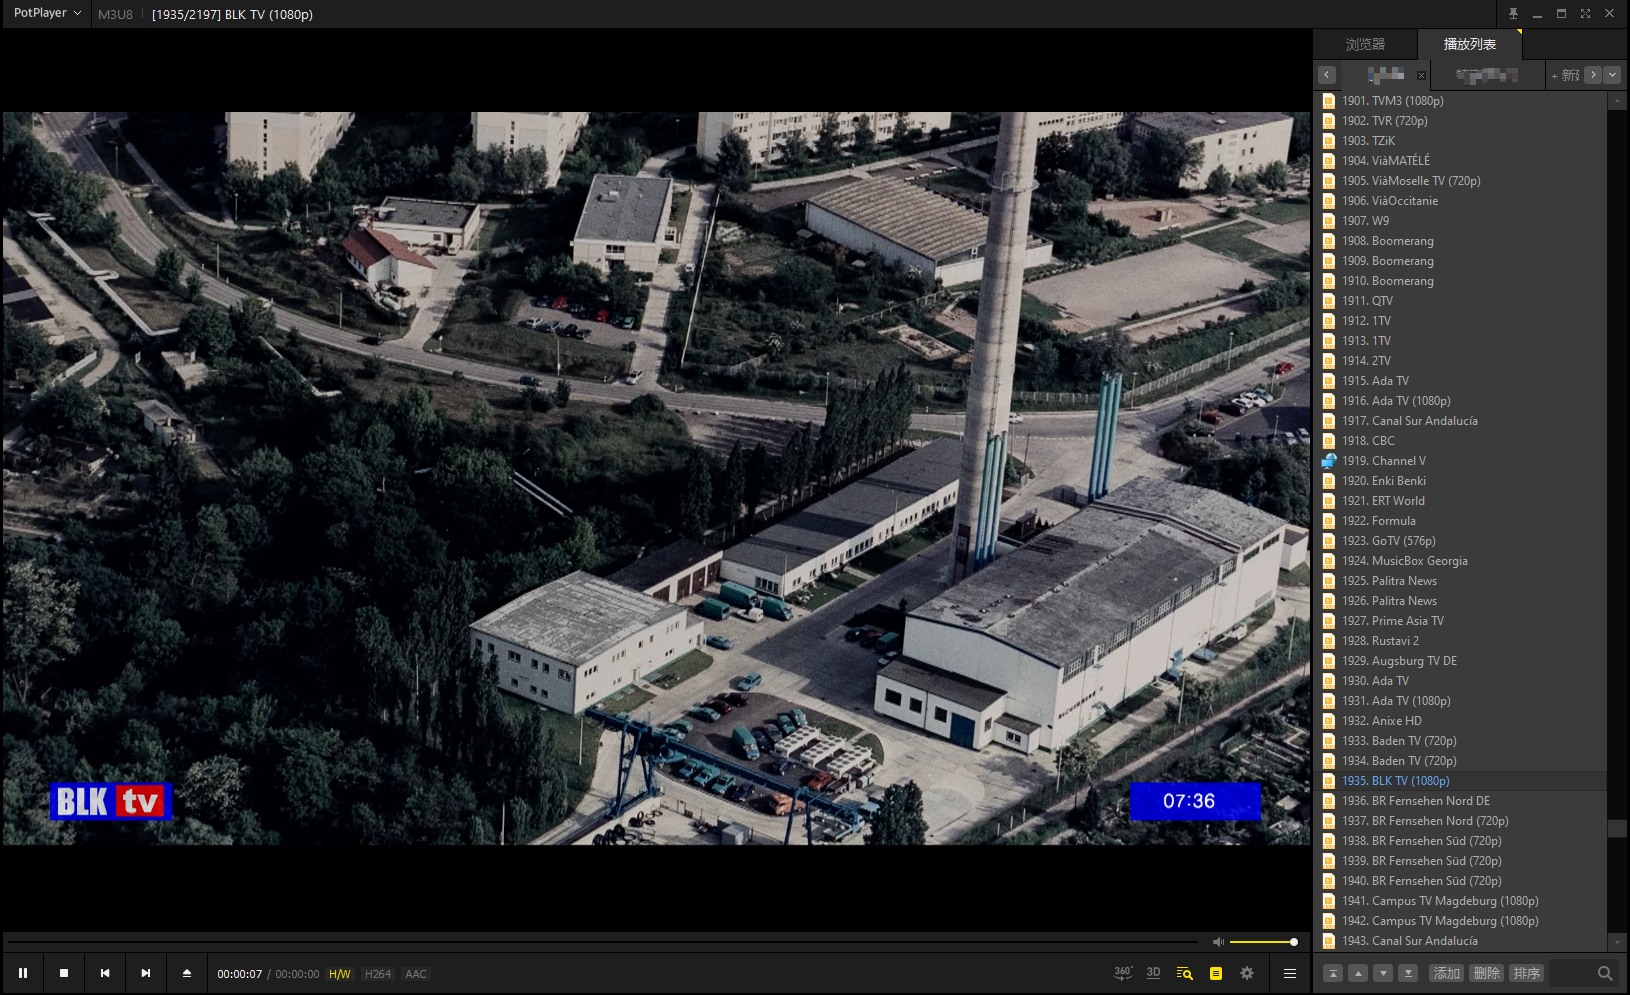 PotPlayer
M3U8
[1935/2197] BLK TV (1080p)
浏览器
播放列表
+ 新建
1901. TVM3 (1080p)
1902. TVR (720p)
1903. TZiK
1904. ViàMATÉLÉ
1905. ViàMoselle TV (720p)
1906. ViàOccitanie
1907. W9
1908. Boomerang
1909. Boomerang
1910. Boomerang
1911. QTV
1912. 1TV
1913. 1TV
1914. 2TV
1915. Ada TV
1916. Ada TV (1080p)
1917. Canal Sur Andalucía
1918. CBC
1919. Channel V
1920. Enki Benki
1921. ERT World
1922. Formula
1923. GoTV (576p)
1924. MusicBox Georgia
1925. Palitra News
1926. Palitra News
1927. Prime Asia TV
1928. Rustavi 2
1929. Augsburg TV DE
1930. Ada TV
1931. Ada TV (1080p)
1932. Anixe HD
1933. Baden TV (720p)
1934. Baden TV (720p)
1935. BLK TV (1080p)
1936. BR Fernsehen Nord DE
1937. BR Fernsehen Nord (720p)
1938. BR Fernsehen Süd (720p)
1939. BR Fernsehen Süd (720p)
1940. BR Fernsehen Süd (720p)
1941. Campus TV Magdeburg (1080p)
1942. Campus TV Magdeburg (1080p)
1943. Canal Sur Andalucía
BLK tv
07:36
00:00:07 / 00:00:00 H/W H264 AAC
360° 3D
添加 删除 排序